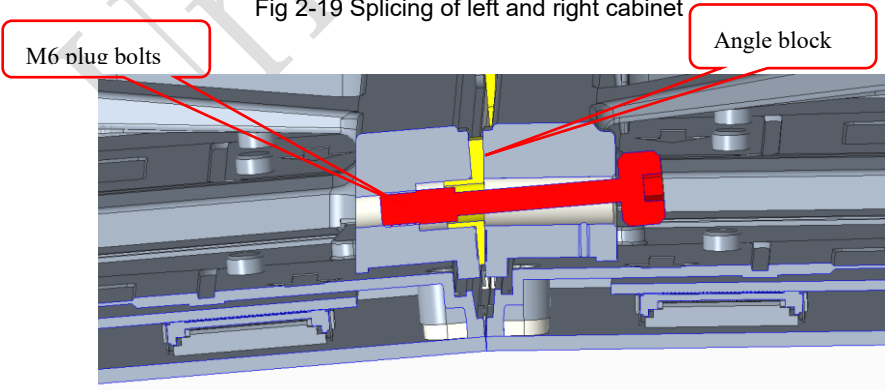 Fig 2-19 Splicing of left and right cabinet
Angle block
M6 plug bolts